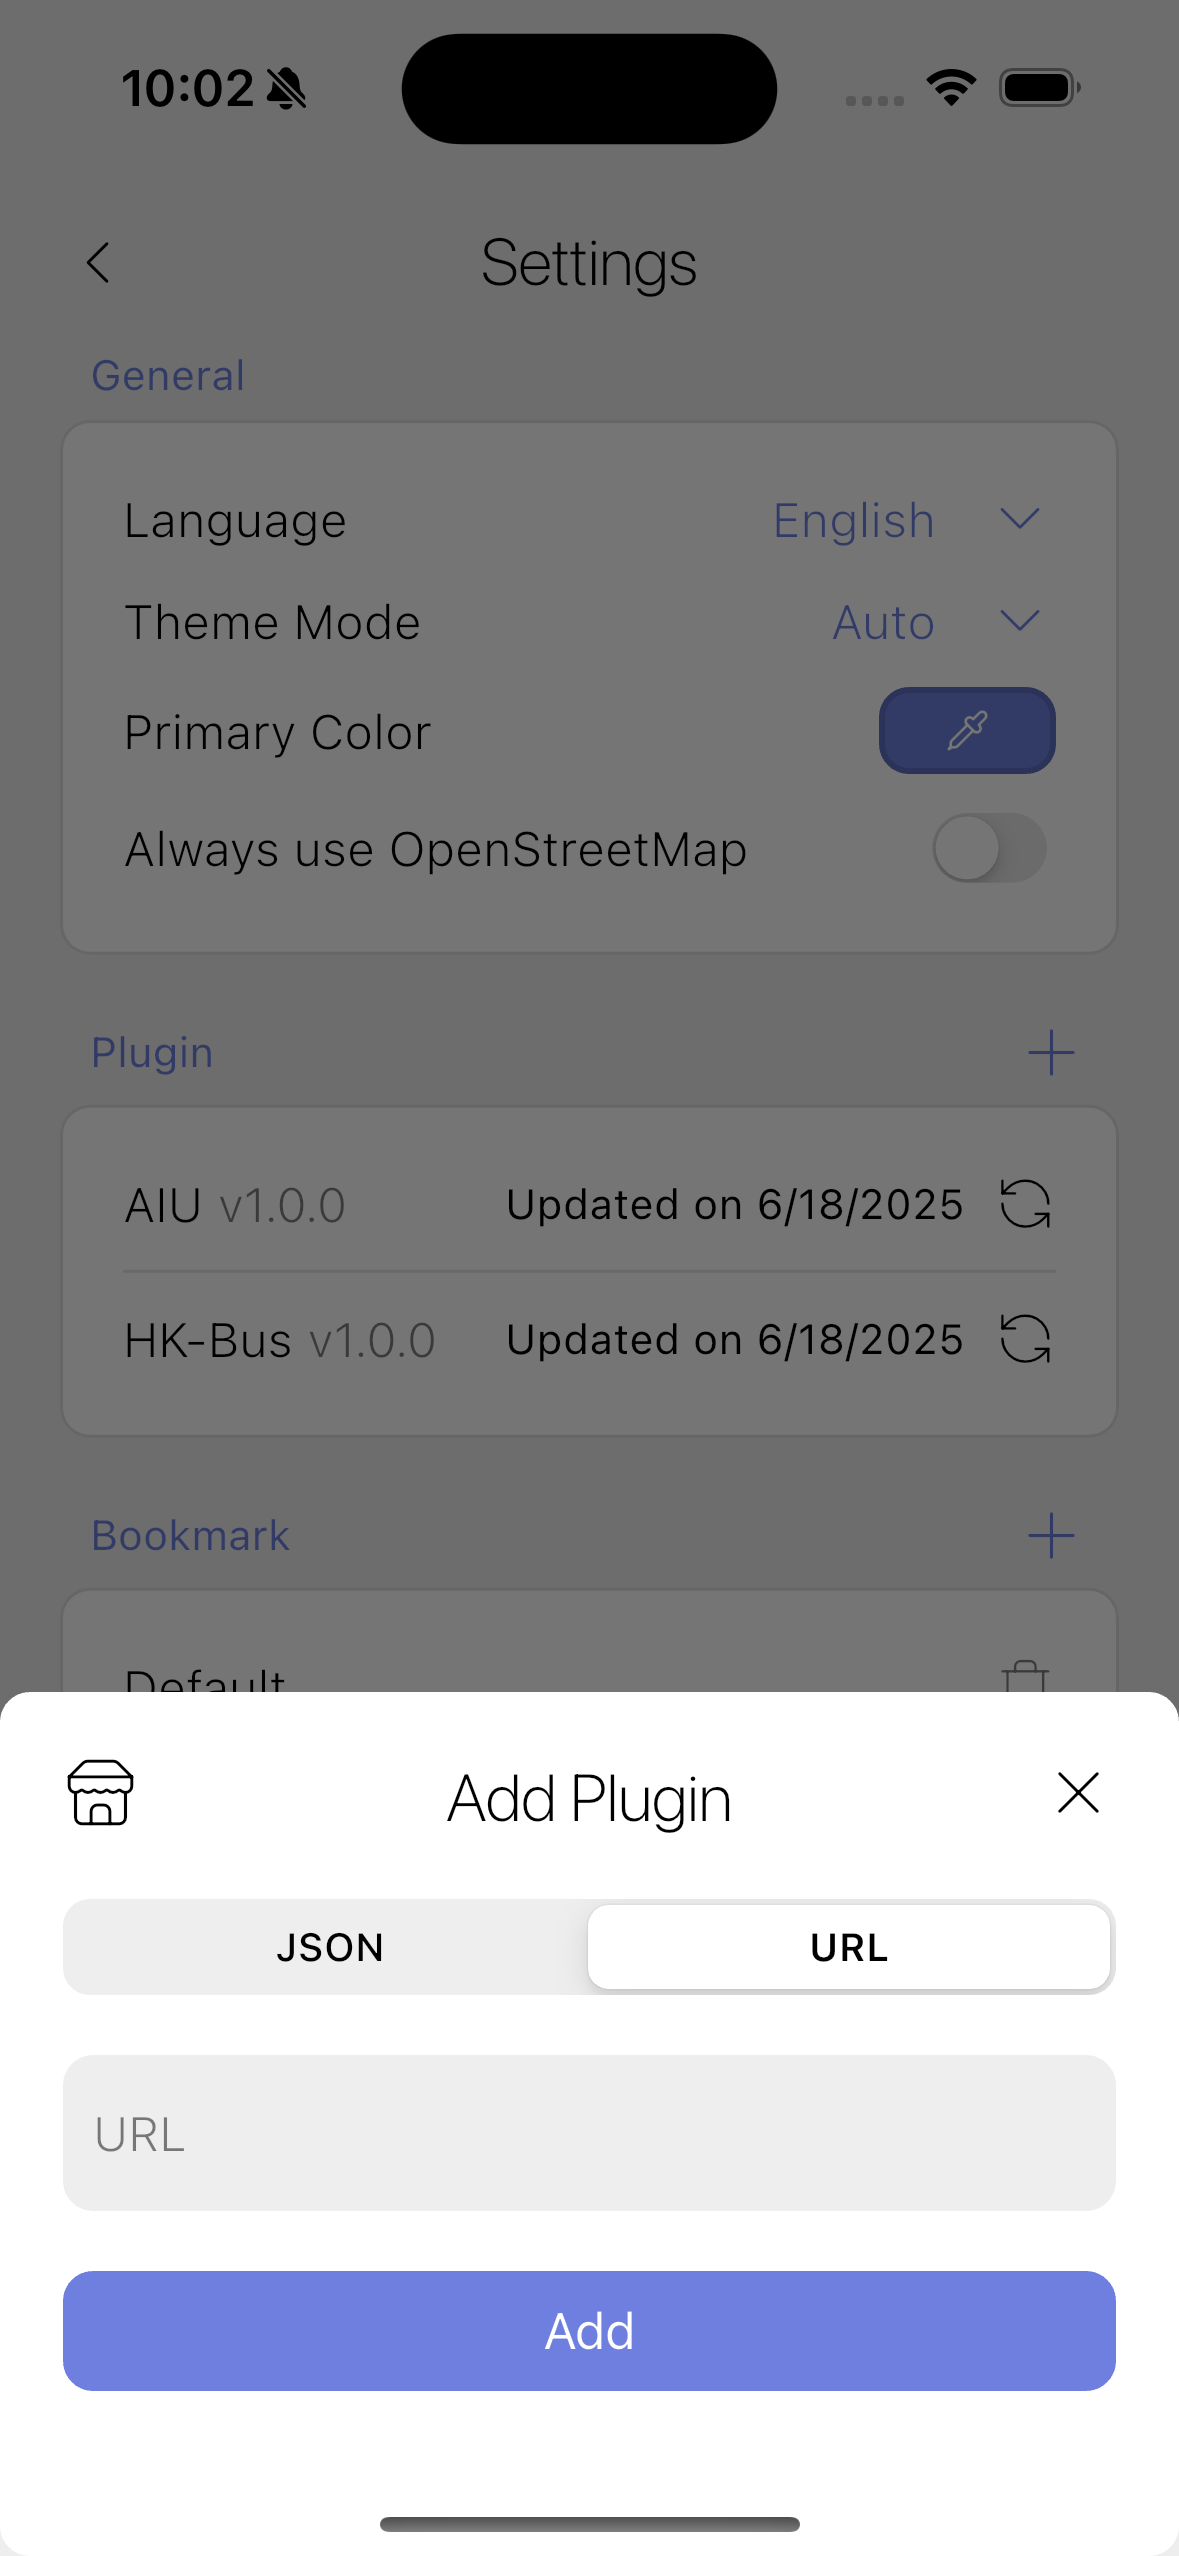 10:02
Settings
General
Language English
Theme Mode Auto
Primary Color
Always use OpenStreetMap
Plugin
AIU v1.0.0 Updated on 6/18/2025
HK-Bus v1.0.0 Updated on 6/18/2025
Bookmark
Default
Add Plugin
JSON URL
URL
Add